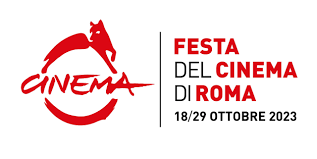 CINEMA
FESTA
DEL CINEMA
DI ROMA
18/29 OTTOBRE 2023